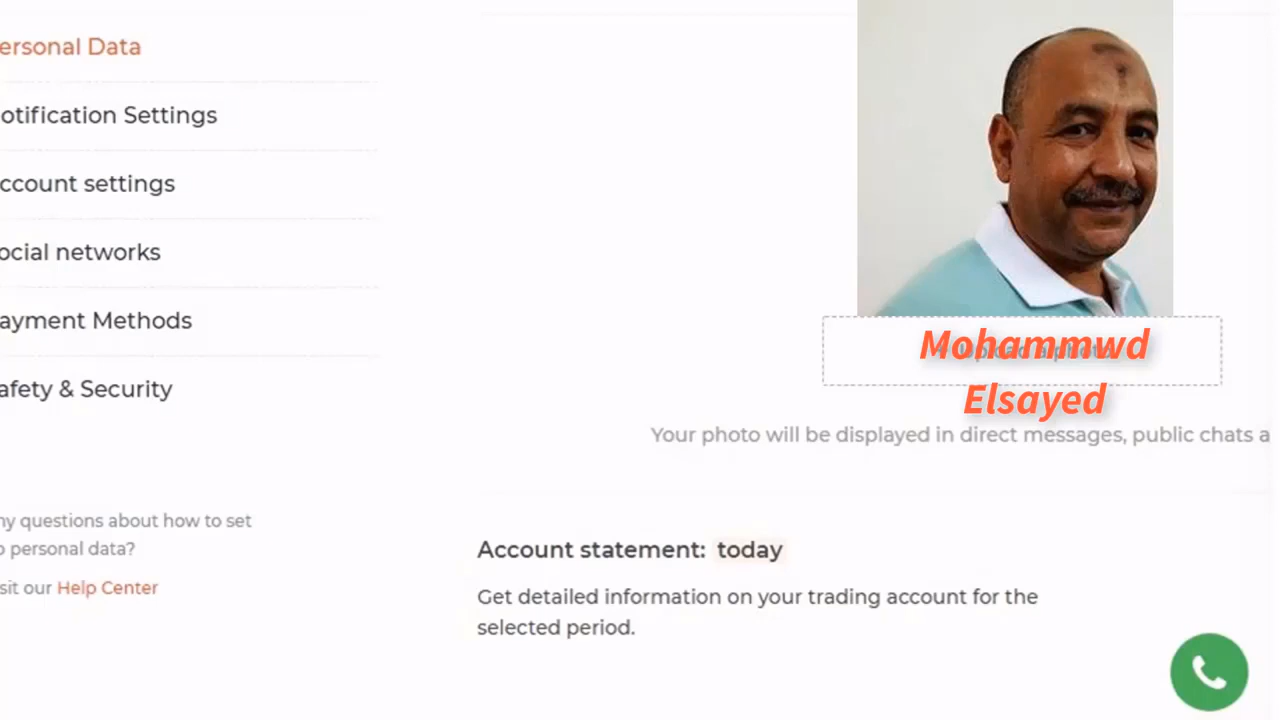 ersonal Data
otification Settings
ccount settings
ocial networks
ayment Methods
afety & Security
ny questions about how to set
o personal data?
sit our Help Center
Mohammwd
Elsayed
Your photo will be displayed in direct messages, public chats a
Account statement: today
Get detailed information on your trading account for the
selected period.